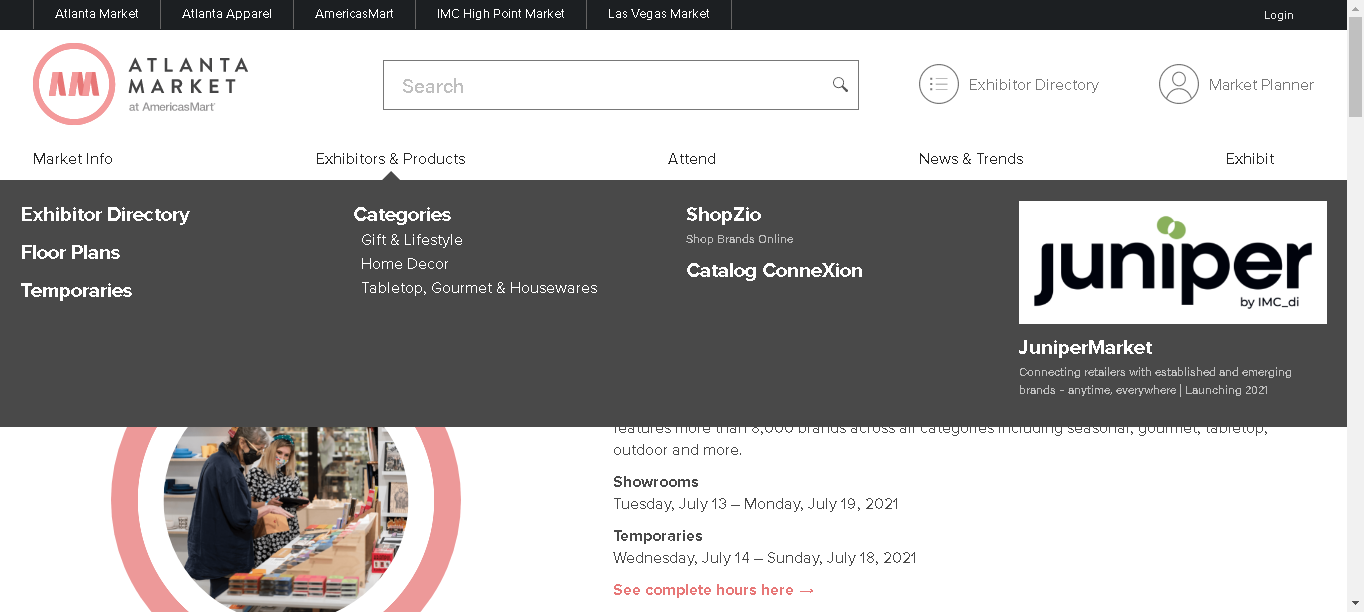 Atlanta Market
Atlanta Apparel
AmericasMart
IMC High Point Market
Las Vegas Market
Login
ATLANTA
MARKET
at AmericasMart
Search
Exhibitor Directory
Market Planner
Market Info
Exhibitors & Products
Attend
News & Trends
Exhibit
Exhibitor Directory
Floor Plans
Temporaries
Categories
Gift & Lifestyle
Home Decor
Tabletop, Gourmet & Housewares
ShopZio
Shop Brands Online
Catalog ConneXion
juniper
by IMC_di
JuniperMarket
Connecting retailers with established and emerging
brands – anytime, everywhere | Launching 2021
features more than 8,000 brands across all categories including seasonal, gourmet, tabletop,
outdoor and more.
Showrooms
Tuesday, July 13 – Monday, July 19, 2021
Temporaries
Wednesday, July 14 – Sunday, July 18, 2021
See complete hours here →